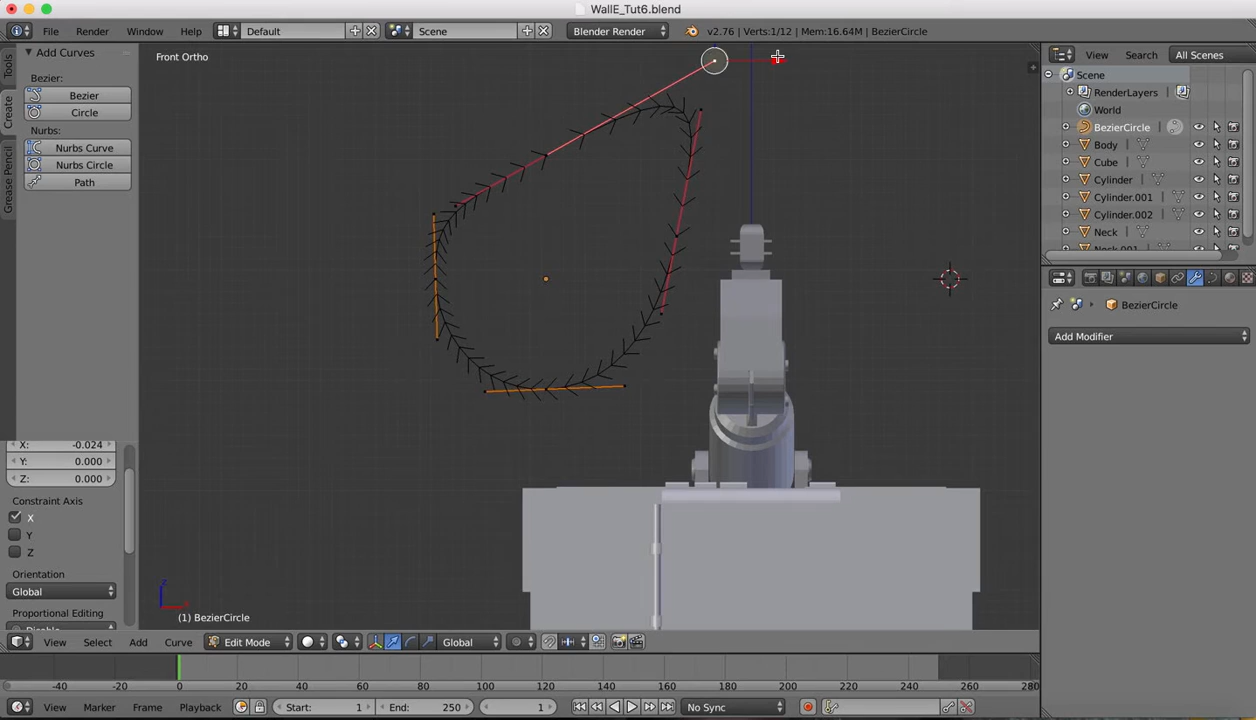 WallE_Tut6.blend
File Render Window Help Default Scene Blender Render v2.76 | Verts:1/12 | Mem:16.64M | BezierCircle
Add Curves
Bezier:
Bezier
Circle
Nurbs:
Nurbs Curve
Nurbs Circle
Path
Tools
Create
Grease Pencil
X: -0.024
Y: 0.000
Z: 0.000
Constraint Axis
X
Y
Z
Orientation
Global
Proportional Editing
Front Ortho
(1) BezierCircle
View Search All Scenes
Scene
RenderLayers
World
BezierCircle
Body
Cube
Cylinder
Cylinder.001
Cylinder.002
Neck
Neck.001
BezierCircle
Add Modifier
View Select Add Curve Edit Mode Global
-40 -20 0 20 40 60 80 100 120 140 160 180 200 220 240 260 280
View Marker Frame Playback Start: 1 End: 250 1 No Sync